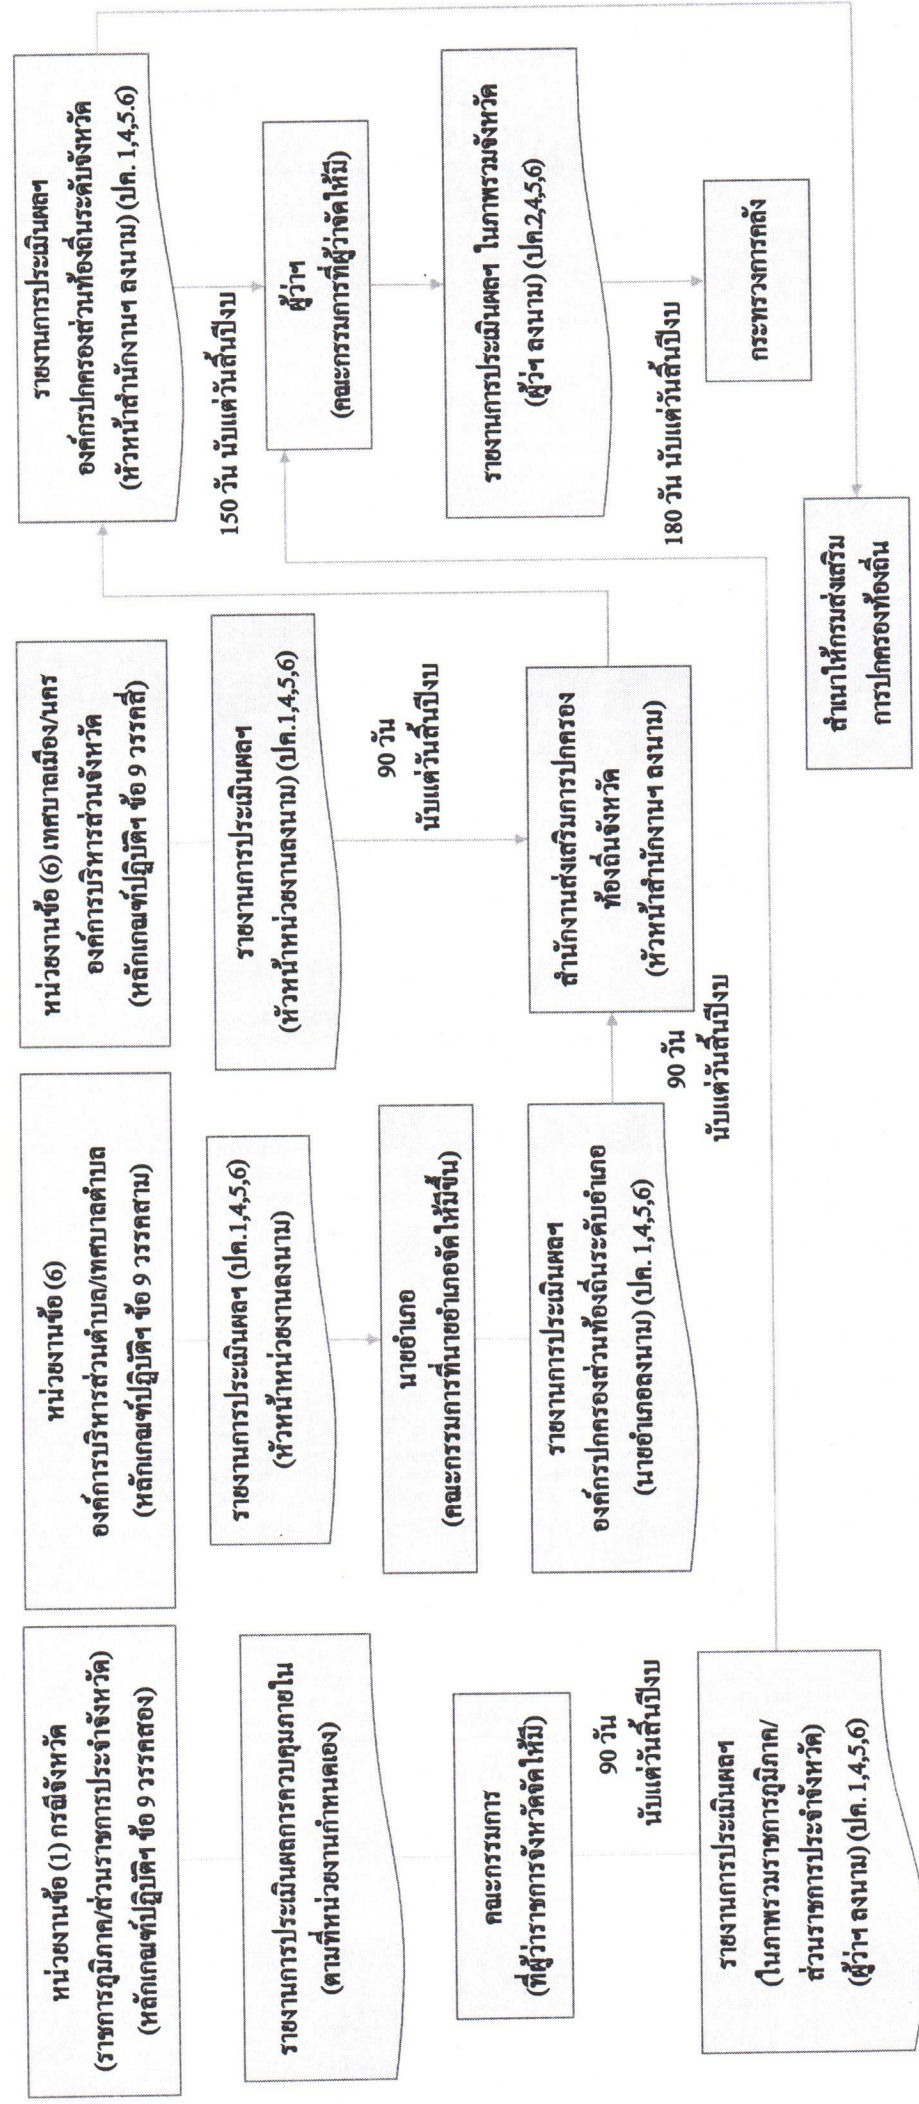 หน่วยงานข้อ (1) กรณีจังหวัด
(ราชการภูมิภาค/ส่วนราชการประจำจังหวัด)
(หลักเกณฑ์ปฏิบัติฯ ข้อ 9 วรรคสอง)
รายงานการประเมินผลการควบคุมภายใน
(ตามที่หน่วยงานกำหนดเอง)
คณะกรรมการ
(ที่ผู้ว่าราชการจังหวัดจัดให้มี)
90 วัน
นับแต่วันสิ้นปีงบ
รายงานการประเมินผลฯ
(ในภาพรวมราชการภูมิภาค/
ส่วนราชการประจำจังหวัด)
(ผู้ว่าฯ ลงนาม) (ปค. 1,4,5,6)
หน่วยงานข้อ (6)
องค์การบริหารส่วนตำบล/เทศบาลตำบล
(หลักเกณฑ์ปฏิบัติฯ ข้อ 9 วรรคสาม)
รายงานการประเมินผลฯ (ปค.1,4,5,6)
(หัวหน้าหน่วยงานลงนาม)
นายอำเภอ
(คณะกรรมการที่นายอำเภอจัดให้มีขึ้น)
รายงานการประเมินผลฯ
องค์กรปกครองส่วนท้องถิ่นระดับอำเภอ
(นายอำเภอลงนาม) (ปค. 1,4,5,6)
90 วัน
นับแต่วันสิ้นปีงบ
หน่วยงานข้อ (6) เทศบาลเมือง/นคร
องค์การบริหารส่วนจังหวัด
(หลักเกณฑ์ปฏิบัติฯ ข้อ 9 วรรคสี่)
รายงานการประเมินผลฯ
(หัวหน้าหน่วยงานลงนาม) (ปค.1,4,5,6)
90 วัน
นับแต่วันสิ้นปีงบ
สำนักงานส่งเสริมการปกครอง
ท้องถิ่นจังหวัด
(หัวหน้าสำนักงานฯ ลงนาม)
รายงานการประเมินผลฯ
องค์กรปกครองส่วนท้องถิ่นระดับจังหวัด
(หัวหน้าสำนักงานฯ ลงนาม) (ปค. 1,4,5.6)
150 วัน นับแต่วันสิ้นปีงบ
ผู้ว่าฯ
(คณะกรรมการที่ผู้ว่าจัดให้มี)
รายงานการประเมินผลฯ ในภาพรวมจังหวัด
(ผู้ว่าฯ ลงนาม) (ปค.2,4,5,6)
180 วัน นับแต่วันสิ้นปีงบ
กระทรวงการคลัง
สำเนาให้กรมส่งเสริม
การปกครองท้องถิ่น